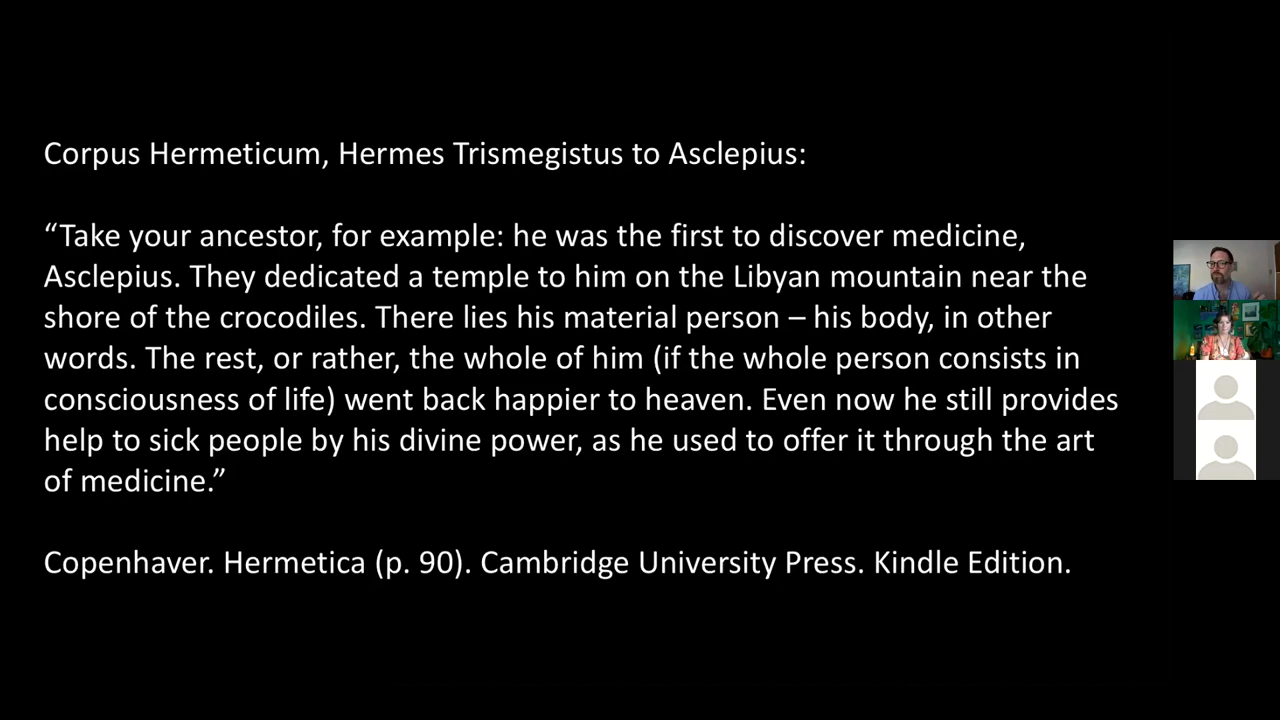 Corpus Hermeticum, Hermes Trismegistus to Asclepius:
“Take your ancestor, for example: he was the first to discover medicine,
Asclepius. They dedicated a temple to him on the Libyan mountain near the
shore of the crocodiles. There lies his material person – his body, in other
words. The rest, or rather, the whole of him (if the whole person consists in
consciousness of life) went back happier to heaven. Even now he still provides
help to sick people by his divine power, as he used to offer it through the art
of medicine.”
Copenhaver. Hermetica (p. 90). Cambridge University Press. Kindle Edition.